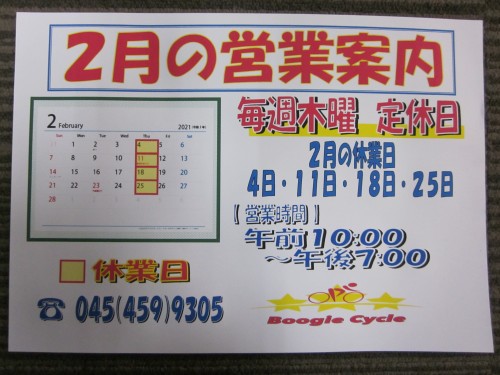 2月の営業案内
2 February
2021
Sun Mon Tue Wed Thu Fri Sat
1 2 3 4 5 6
7 8 9 10 11 12 13
14 15 16 17 18 19 20
21 22 23 24 25 26 27
28
毎週木曜 定休日
2月の休業日
4日・11日・18日・25日
【営業時間】
午前10:00
～午後7:00
休業日
☎ 045(459)9305
Boogie Cycle